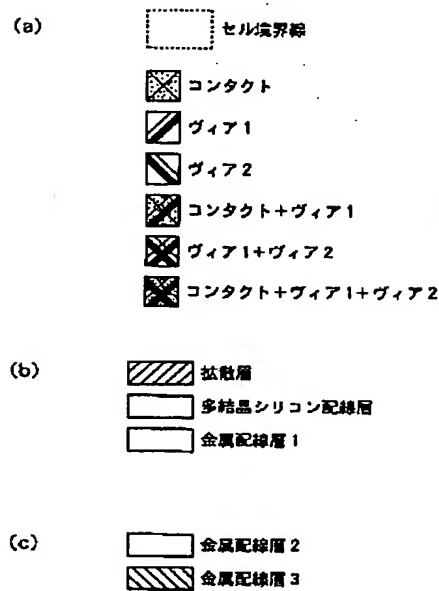 (a)
セル境界線
コンタクト
ヴィア1
ヴィア2
コンタクト+ヴィア1
ヴィア1+ヴィア2
コンタクト+ヴィア1+ヴィア2
(b)
拡散層
多結晶シリコン配線層
金属配線層1
(c)
金属配線層2
金属配線層3